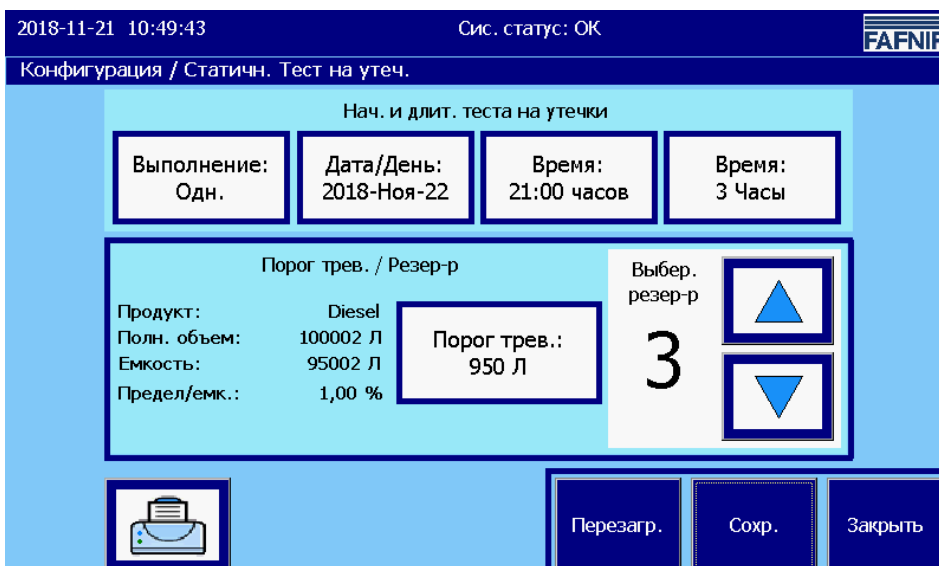 2018-11-21 10:49:43
Сис. статус: OK
FAFNIR
Конфигурация / Статичн. Тест на утеч.
Нач. и длит. теста на утечки
Выполнение:
Одн.
Дата/День:
2018-Ноя-22
Время:
21:00 часов
Время:
3 Часы
Порог трев. / Резер-р
Продукт: Diesel
Полн. объем: 100002 Л
Емкость: 95002 Л
Предел/емк.: 1,00 %
Порог трев.:
950 Л
Выбер.
резер-р
3
Перезагр.
Сохр.
Закрыть